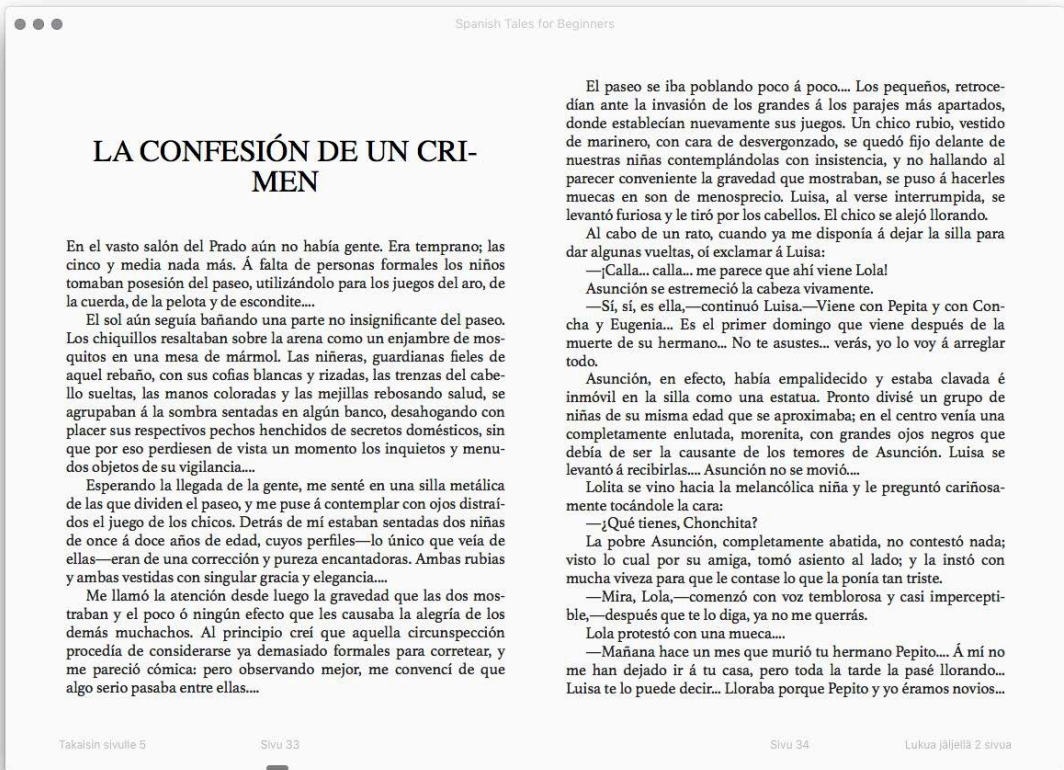 Spanish Tales for Beginners
LA CONFESIÓN DE UN CRI-
MEN
En el vasto salón del Prado aún no había gente. Era temprano; las
cinco y media nada más. Á falta de personas formales los niños
tomaban posesión del paseo, utilizándolo para los juegos del aro, de
la cuerda, de la pelota y de escondite....
El sol aún seguía bañando una parte no insignificante del paseo.
Los chiquillos resaltaban sobre la arena como un enjambre de mos-
quitos en una mesa de mármol. Las niñeras, guardianas fieles de
aquel rebaño, con sus cofias blancas y rizadas, las trenzas del cabe-
llo sueltas, las manos coloradas y las mejillas rebosando salud, se
agrupaban á la sombra sentadas en algún banco, desahogando con
placer sus respectivos pechos henchidos de secretos domésticos, sin
que por eso perdiesen de vista un momento los inquietos y menu-
dos objetos de su vigilancia....
Esperando la llegada de la gente, me senté en una silla metálica
de las que dividen el paseo, y me puse á contemplar con ojos distraí-
dos el juego de los chicos. Detrás de mí estaban sentadas dos niñas
de once á doce años de edad, cuyos perfiles—lo único que veía de
ellas—eran de una corrección y pureza encantadoras. Ambas rubias
y ambas vestidas con singular gracia y elegancia....
Me llamó la atención desde luego la gravedad que las dos mos-
traban y el poco ó ningún efecto que les causaba la alegría de los
demás muchachos. Al principio creí que aquella circunspección
procedía de considerarse ya demasiado formales para corretear, y
me pareció cómica: pero observando mejor, me convencí de que
algo serio pasaba entre ellas....
El paseo se iba poblando poco á poco.... Los pequeños, retroce-
dían ante la invasión de los grandes á los parajes más apartados,
donde establecían nuevamente sus juegos. Un chico rubio, vestido
de marinero, con cara de desvergonzado, se quedó fijo delante de
nuestras niñas contemplándolas con insistencia, y no hallando al
parecer conveniente la gravedad que mostraban, se puso á hacerles
muecas en son de menosprecio. Luisa, al verse interrumpida, se
levantó furiosa y le tiró por los cabellos. El chico se alejó llorando.
Al cabo de un rato, cuando ya me disponía á dejar la silla para
dar algunas vueltas, oí exclamar á Luisa:
—¡Calla... calla... me parece que ahí viene Lola!
Asunción se estremeció la cabeza vivamente.
—Sí, sí, es ella,—continuó Luisa.—Viene con Pepita y con Con-
cha y Eugenia... Es el primer domingo que viene después de la
muerte de su hermano... No te asustes... verás, yo lo voy á arreglar
todo.
Asunción, en efecto, había empalidecido y estaba clavada é
inmóvil en la silla como una estatua. Pronto divisé un grupo de
niñas de su misma edad que se aproximaba; en el centro venía una
completamente enlutada, morenita, con grandes ojos negros que
debía de ser la causante de los temores de Asunción. Luisa se
levantó á recibirlas.... Asunción no se movió....
Lolita se vino hacia la melancólica niña y le preguntó cariñosa-
mente tocándole la cara:
—¿Qué tienes, Chonchita?
La pobre Asunción, completamente abatida, no contestó nada;
visto lo cual por su amiga, tomó asiento al lado; y la instó con
mucha viveza para que le contase lo que la ponía tan triste.
—Mira, Lola,—comenzó con voz temblorosa y casi impercepti-
ble,—después que te lo diga, ya no me querrás.
Lola protestó con una mueca....
—Mañana hace un mes que murió tu hermano Pepito.... Á mí no
me han dejado ir á tu casa, pero toda la tarde la pasé llorando...
Luisa te lo puede decir... Lloraba porque Pepito y yo éramos novios...
Takaisin sivulle 5
Sivu 33
Sivu 34
Lukua jäljellä 2 sivua